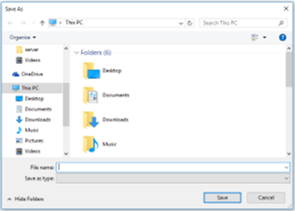 Save As
This PC
Search This PC
Organise
server
Videos
OneDrive
This PC
Desktop
Documents
Downloads
Music
Pictures
Videos
Folders (6)
Desktop
Documents
Downloads
Music
File name:
Save as type:
Hide Folders
Save
Cancel